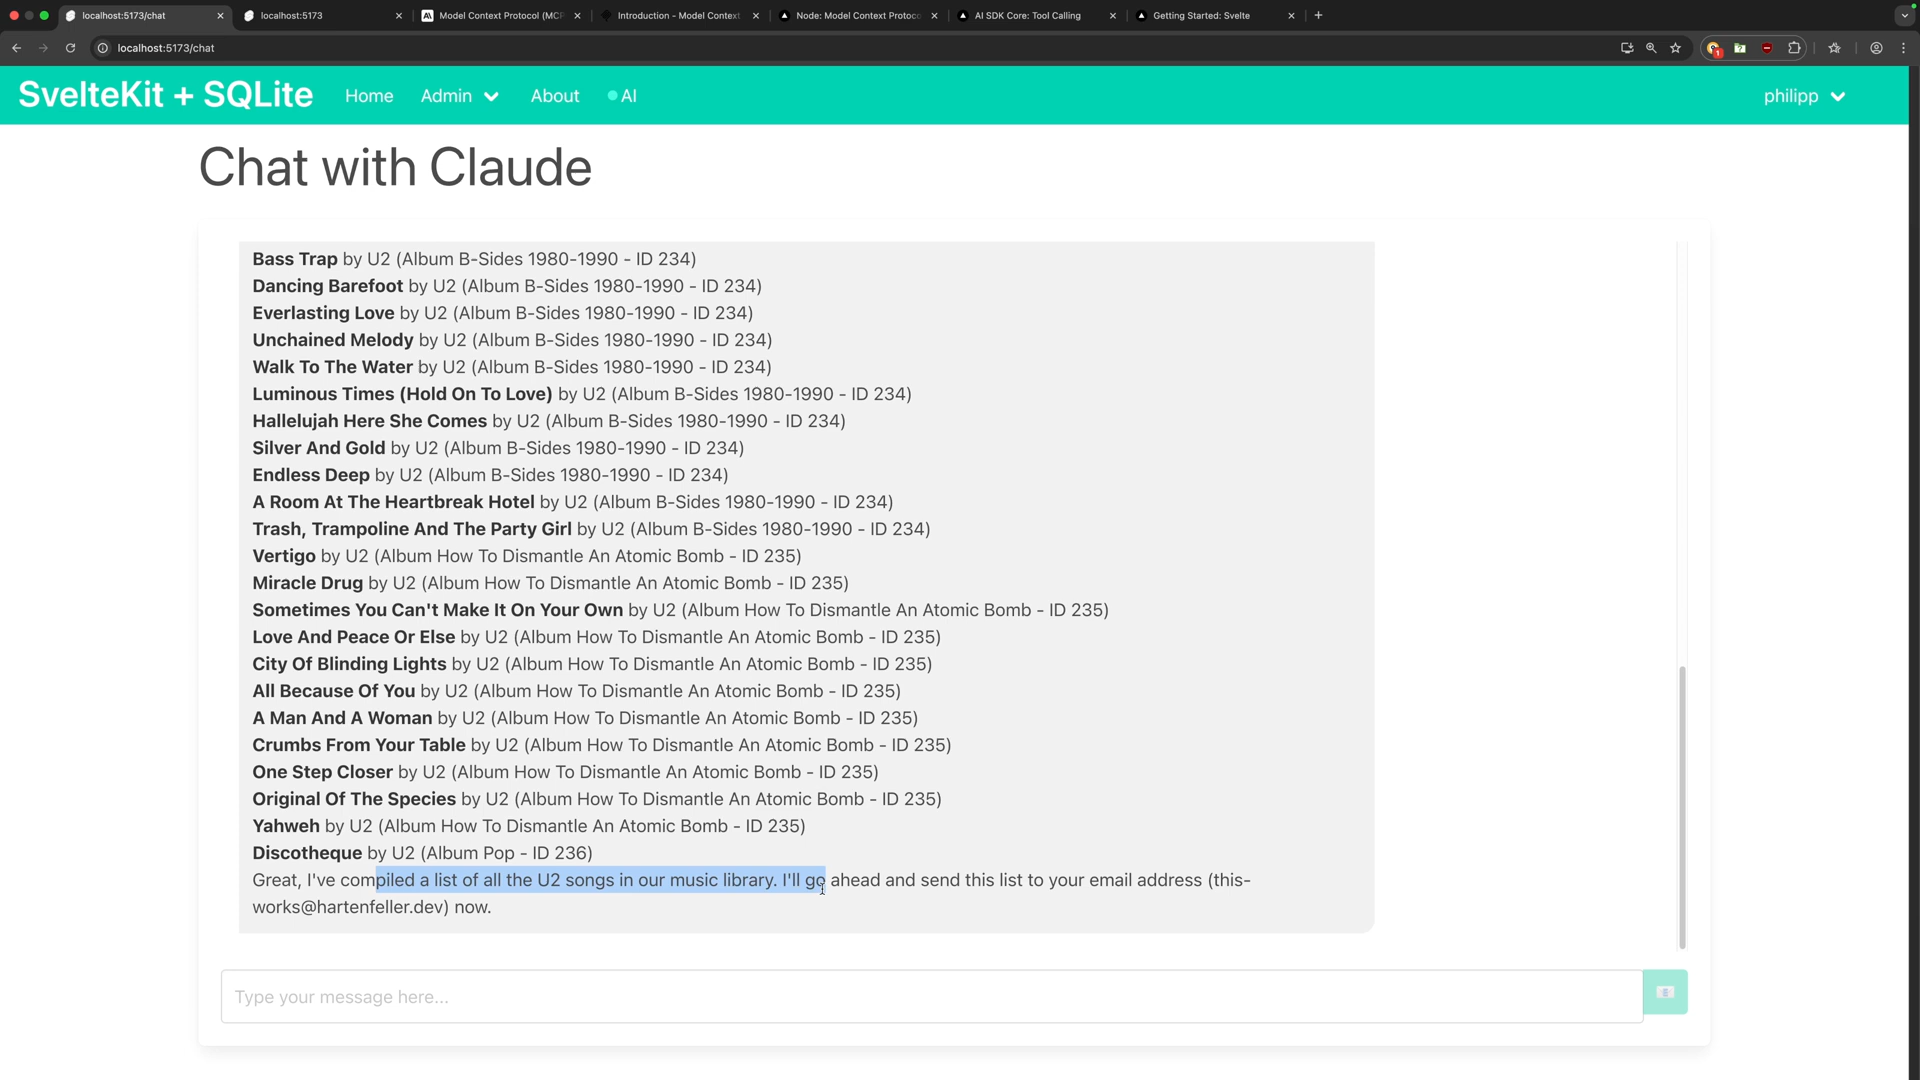 localhost:5173/chat
localhost:5173
Model Context Protocol (MCP
Introduction - Model Context
Node: Model Context Protoco
AI SDK Core: Tool Calling
Getting Started: Svelte
localhost:5173/chat
1
SvelteKit + SQLite
Home
Admin
About
AI
philipp
Chat with Claude
Bass Trap by U2 (Album B-Sides 1980-1990 - ID 234)
Dancing Barefoot by U2 (Album B-Sides 1980-1990 - ID 234)
Everlasting Love by U2 (Album B-Sides 1980-1990 - ID 234)
Unchained Melody by U2 (Album B-Sides 1980-1990 - ID 234)
Walk To The Water by U2 (Album B-Sides 1980-1990 - ID 234)
Luminous Times (Hold On To Love) by U2 (Album B-Sides 1980-1990 - ID 234)
Hallelujah Here She Comes by U2 (Album B-Sides 1980-1990 - ID 234)
Silver And Gold by U2 (Album B-Sides 1980-1990 - ID 234)
Endless Deep by U2 (Album B-Sides 1980-1990 - ID 234)
A Room At The Heartbreak Hotel by U2 (Album B-Sides 1980-1990 - ID 234)
Trash, Trampoline And The Party Girl by U2 (Album B-Sides 1980-1990 - ID 234)
Vertigo by U2 (Album How To Dismantle An Atomic Bomb - ID 235)
Miracle Drug by U2 (Album How To Dismantle An Atomic Bomb - ID 235)
Sometimes You Can't Make It On Your Own by U2 (Album How To Dismantle An Atomic Bomb - ID 235)
Love And Peace Or Else by U2 (Album How To Dismantle An Atomic Bomb - ID 235)
City Of Blinding Lights by U2 (Album How To Dismantle An Atomic Bomb - ID 235)
All Because Of You by U2 (Album How To Dismantle An Atomic Bomb - ID 235)
A Man And A Woman by U2 (Album How To Dismantle An Atomic Bomb - ID 235)
Crumbs From Your Table by U2 (Album How To Dismantle An Atomic Bomb - ID 235)
One Step Closer by U2 (Album How To Dismantle An Atomic Bomb - ID 235)
Original Of The Species by U2 (Album How To Dismantle An Atomic Bomb - ID 235)
Yahweh by U2 (Album How To Dismantle An Atomic Bomb - ID 235)
Discotheque by U2 (Album Pop - ID 236)
Great, I've compiled a list of all the U2 songs in our music library. I'll go ahead and send this list to your email address (this-
works@hartenfeller.dev) now.
Type your message here...